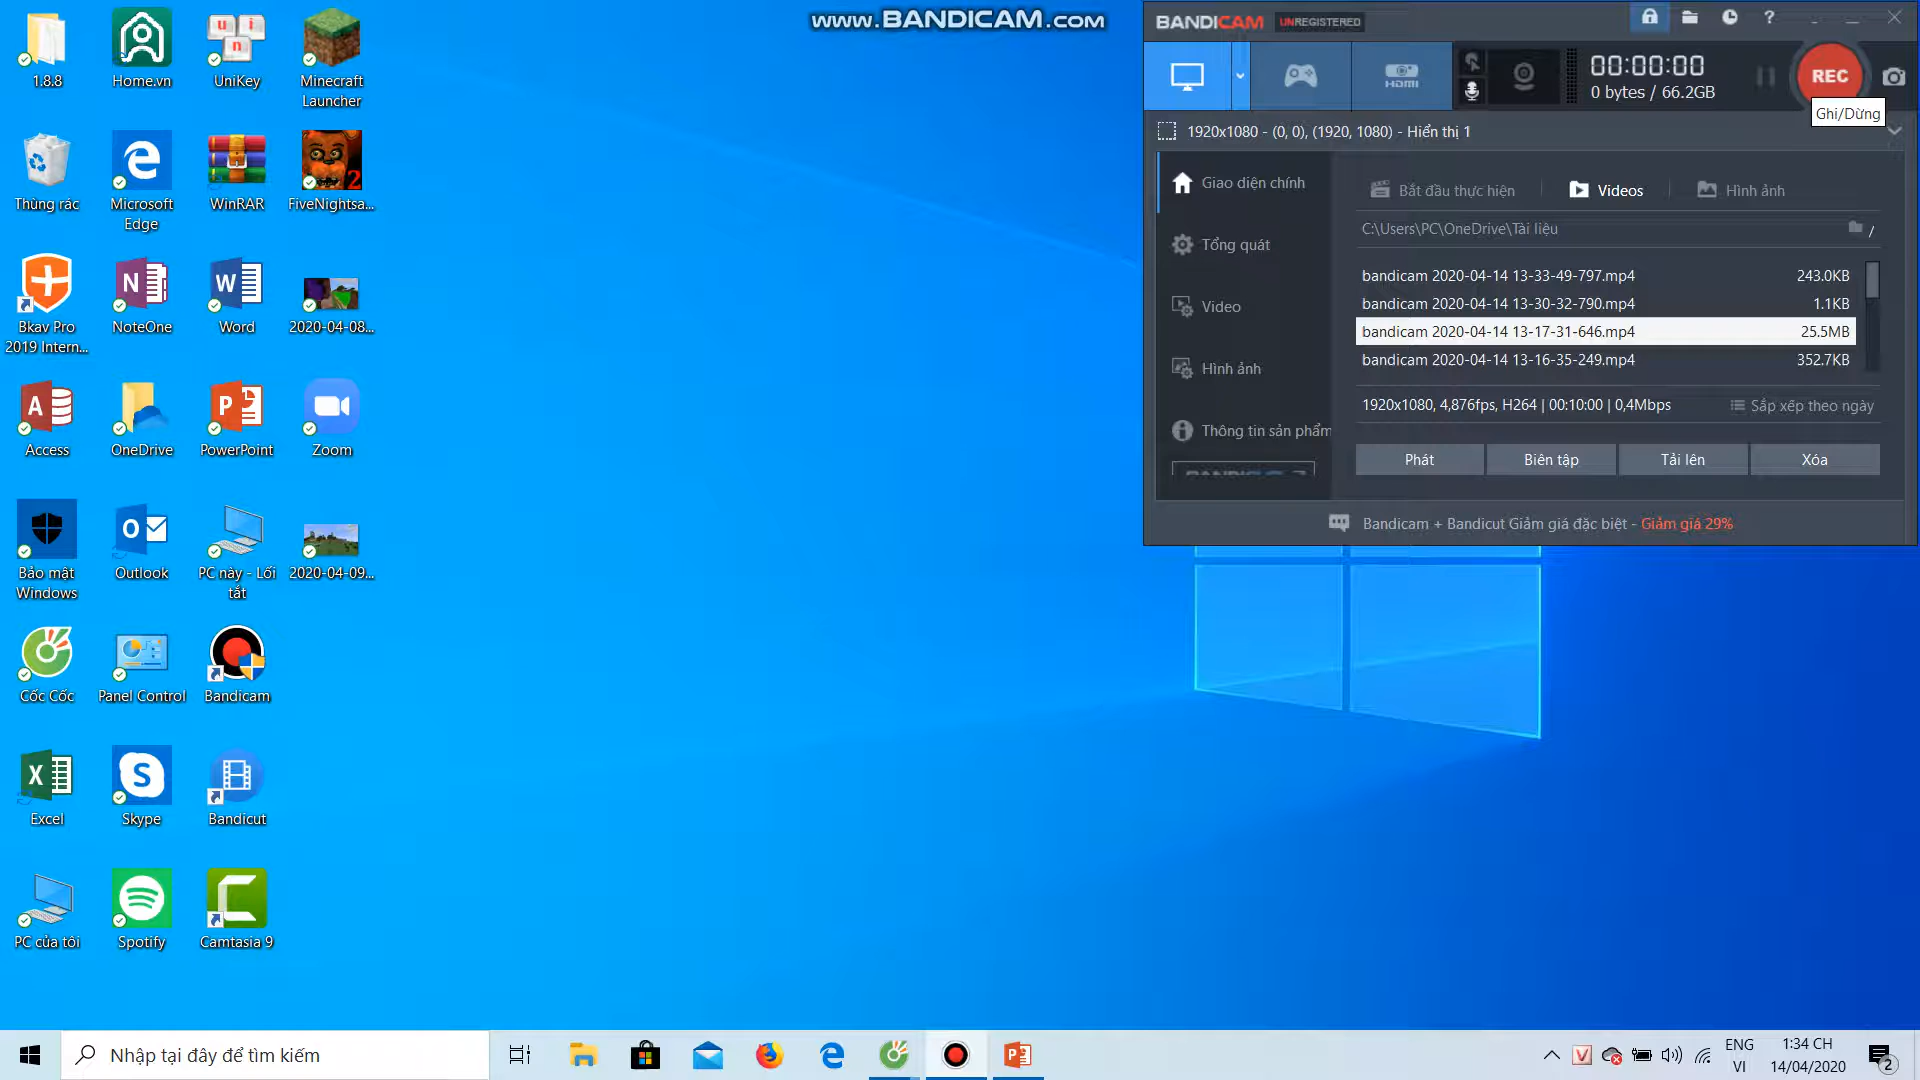 www.BANDICAM.com
1.8.8
Home.vn
UniKey
Minecraft
Launcher
Thùng rác
Microsoft
Edge
WinRAR
FiveNightsa...
Bkav Pro
2019 Intern...
NoteOne
Word
2020-04-08...
Access
OneDrive
PowerPoint
Zoom
Bảo mật
Windows
Outlook
PC này - Lối
tắt
2020-04-09...
Cốc Cốc
Panel Control
Bandicam
Excel
Skype
Bandicut
PC của tôi
Spotify
Camtasia 9
BANDICAM UNREGISTERED
HDMI
00:00:00
0 bytes / 66.2GB
REC
Ghi/Dừng
1920x1080 - (0, 0), (1920, 1080) - Hiển thị 1
Giao diện chính
Tổng quát
Video
Hình ảnh
Thông tin sản phẩm
Bắt đầu thực hiện
Videos
Hình ảnh
C:\Users\PC\OneDrive\Tài liệu
bandicam 2020-04-14 13-33-49-797.mp4 243.0KB
bandicam 2020-04-14 13-30-32-790.mp4 1.1KB
bandicam 2020-04-14 13-17-31-646.mp4 25.5MB
bandicam 2020-04-14 13-16-35-249.mp4 352.7KB
1920x1080, 4,876fps, H264 | 00:10:00 | 0,4Mbps
Sắp xếp theo ngày
Phát
Biên tập
Tải lên
Xóa
Bandicam + Bandicut Giảm giá đặc biệt - Giảm giá 29%
Nhập tại đây để tìm kiếm
ENG
VI
1:34 CH
14/04/2020
2